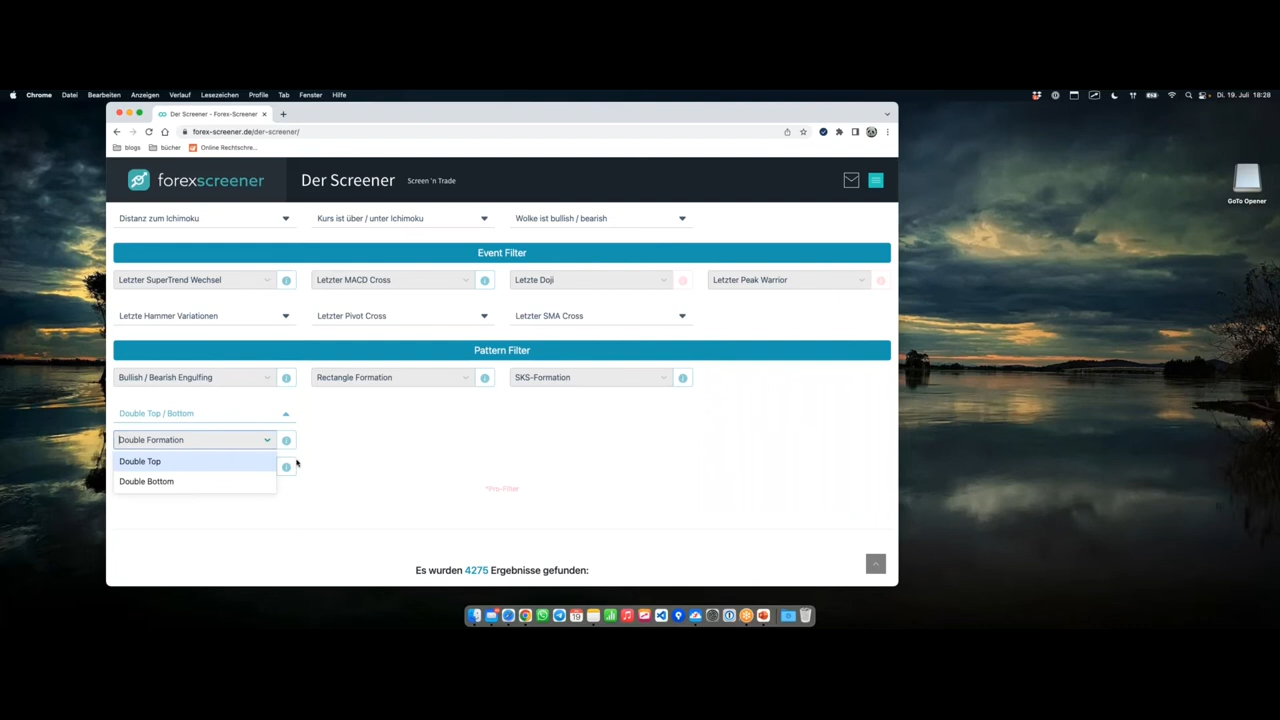 Chrome Datei Bearbeiten Anzeigen Verlauf Lesezeichen Profile Tab Fenster Hilfe
Di. 19. Juli 18:28
Der Screener - Forex-Screener
forex-screener.de/der-screener/
blogs bücher Online Rechtschre...
forexscreener Der Screener Screen 'n Trade
GoTo Opener
Distanz zum Ichimoku Kurs ist über / unter Ichimoku Wolke ist bullish / bearish
Event Filter
Letzter SuperTrend Wechsel Letzter MACD Cross Letzte Doji Letzter Peak Warrior
Letzte Hammer Variationen Letzter Pivot Cross Letzter SMA Cross
Pattern Filter
Bullish / Bearish Engulfing Rectangle Formation SKS-Formation
Double Top / Bottom
Double Formation
Double Top
Double Bottom
*Pro-Filter
Es wurden 4275 Ergebnisse gefunden: